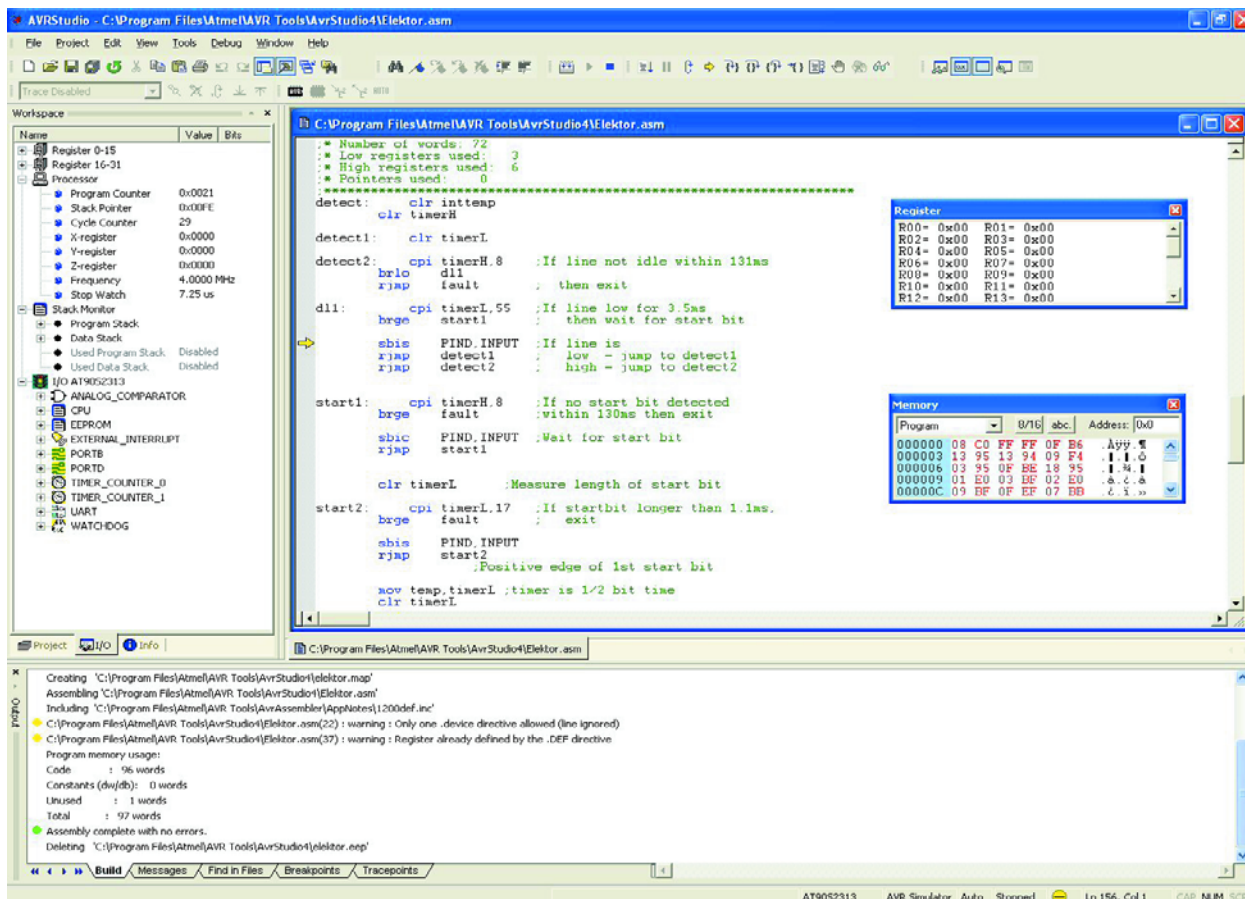 AVRStudio - C:\Program Files\Atmel\AVR Tools\AvrStudio4\Elektor.asm
File Project Edit View Tools Debug Window Help
Trace Disabled
Workspace
Name Value Bits
Register 0-15
Register 16-31
Processor
Program Counter 0x0021
Stack Pointer 0x00FE
Cycle Counter 29
X-register 0x0000
Y-register 0x0000
Z-register 0x0000
Frequency 4.0000 MHz
Stop Watch 7.25 us
Stack Monitor
Program Stack
Data Stack
Used Program Stack Disabled
Used Data Stack Disabled
I/O AT90S2313
ANALOG_COMPARATOR
CPU
EEPROM
EXTERNAL_INTERRUPT
PORTB
PORTD
TIMER_COUNTER_0
TIMER_COUNTER_1
UART
WATCHDOG
Project I/O Info
C:\Program Files\Atmel\AVR Tools\AvrStudio4\Elektor.asm
;* Number of words: 72
;* Low registers used: 3
;* High registers used: 6
;* Pointers used: 0
;***********************************************************************
detect: clr inttemp
clr timerH
detect1: clr timerL
detect2: cpi timerH,8 ;If line not idle within 131ms
brlo dl1
rjmp fault ; then exit
dl1: cpi timerL,55 ;If line low for 3.5ms
brge start1 ; then wait for start bit
sbis PIND,INPUT ;If line is
rjmp detect1 ; low - jump to detect1
rjmp detect2 ; high - jump to detect2
start1: cpi timerH,8 ;If no start bit detected
brge fault ;within 130ms then exit
sbic PIND,INPUT ;Wait for start bit
rjmp start1
clr timerL ;Measure length of start bit
start2: cpi timerL,17 ;If startbit longer than 1.1ms,
brge fault ; exit
sbis PIND,INPUT
rjmp start2
;Positive edge of 1st start bit
mov temp,timerL ;timer is 1/2 bit time
clr timerL
Register
R00= 0x00 R01= 0x00
R02= 0x00 R03= 0x00
R04= 0x00 R05= 0x00
R06= 0x00 R07= 0x00
R08= 0x00 R09= 0x00
R10= 0x00 R11= 0x00
R12= 0x00 R13= 0x00
Memory
Program 8/16 abc. Address: 0x0
000000 08 C0 FF FF 0F B6 .Àÿÿ.¶
000003 13 95 13 94 09 F4
000006 03 95 0F BE 18 95
000009 01 E0 03 BF 02 E0
00000C 09 BF 0F EF 07 BB
C:\Program Files\Atmel\AVR Tools\AvrStudio4\Elektor.asm
Output
Creating 'C:\Program Files\Atmel\AVR Tools\AvrStudio4\elektor.map'
Assembling 'C:\Program Files\Atmel\AVR Tools\AvrStudio4\Elektor.asm'
Including 'C:\Program Files\Atmel\AVR Tools\AvrAssembler\AppNotes\1200def.inc'
C:\Program Files\Atmel\AVR Tools\AvrStudio4\Elektor.asm(22) : warning : Only one .device directive allowed (line ignored)
C:\Program Files\Atmel\AVR Tools\AvrStudio4\Elektor.asm(37) : warning : Register already defined by the .DEF directive
Program memory usage:
Code : 96 words
Constants (dw/db): 0 words
Unused : 1 words
Total : 97 words
Assembly complete with no errors.
Deleting 'C:\Program Files\Atmel\AVR Tools\AvrStudio4\elektor.eep'
Build Messages Find in Files Breakpoints Tracepoints
AT90S2313 AVR Simulator Auto Stopped Ln 156, Col 1 CAP NUM